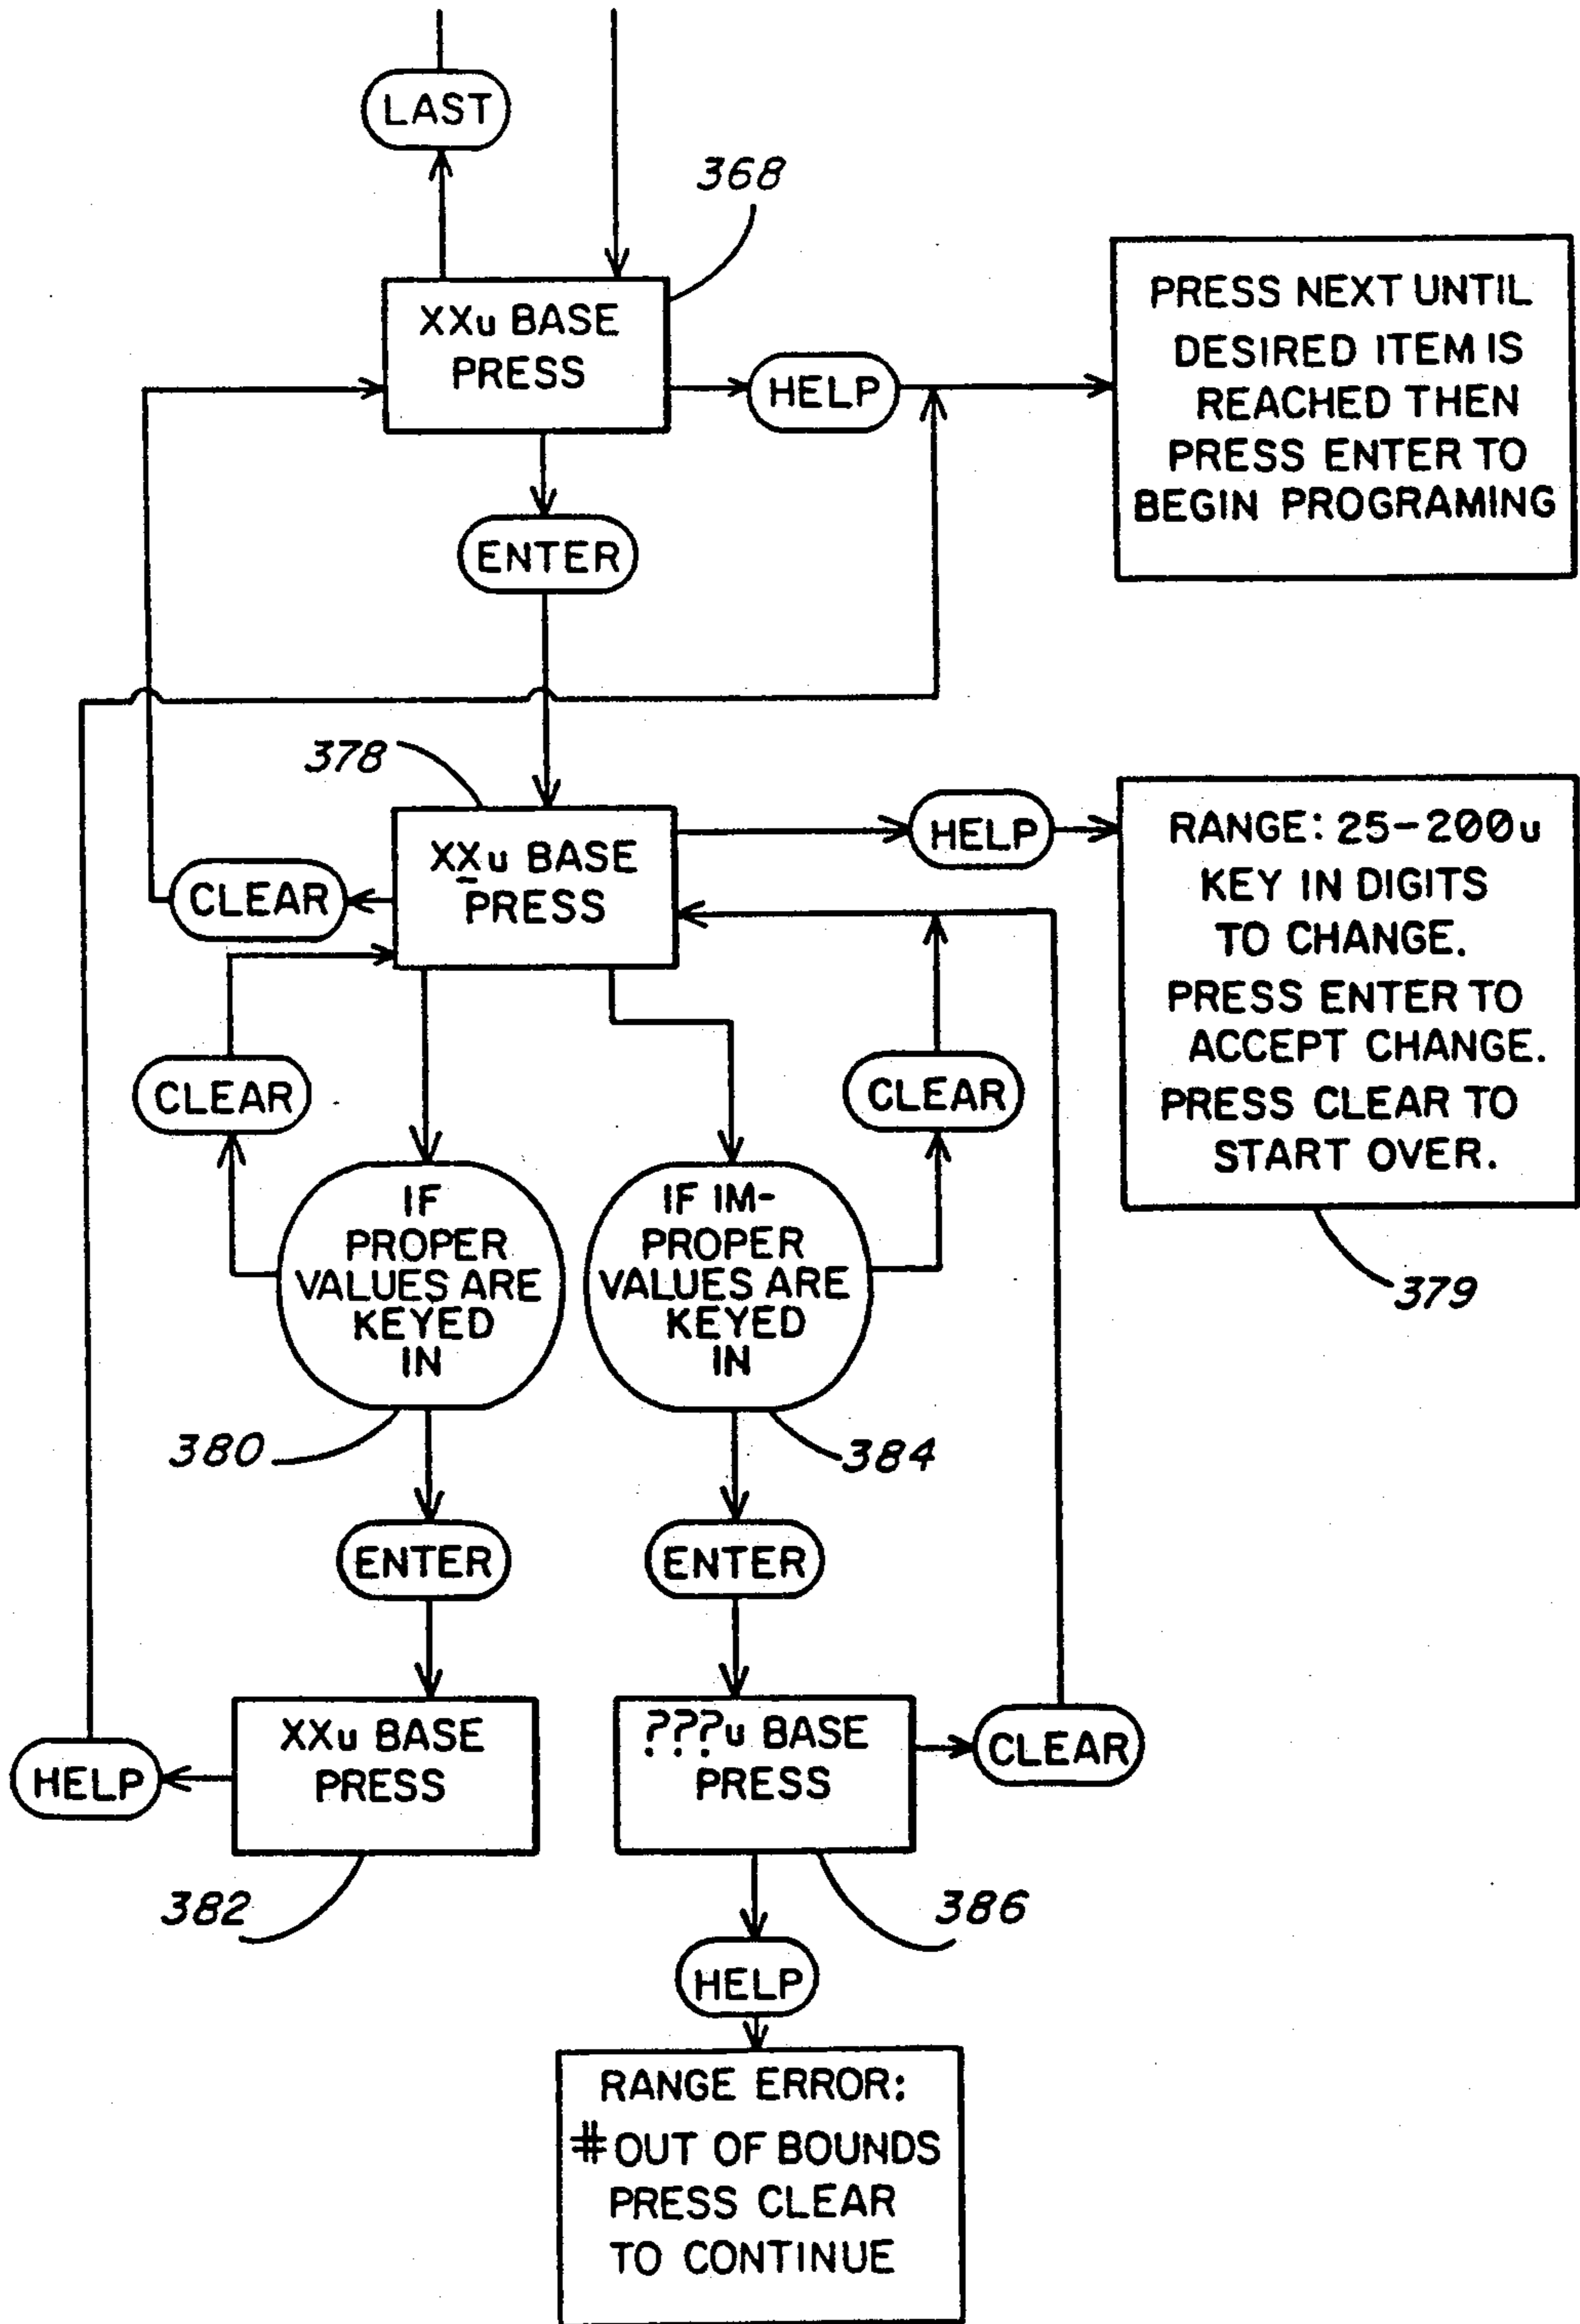 LAST
368
XXu BASE
PRESS
HELP
PRESS NEXT UNTIL
DESIRED ITEM IS
REACHED THEN
PRESS ENTER TO
BEGIN PROGRAMING
ENTER
378
XXu BASE
PRESS
HELP
RANGE: 25-200u
KEY IN DIGITS
TO CHANGE.
PRESS ENTER TO
ACCEPT CHANGE.
PRESS CLEAR TO
START OVER.
379
CLEAR
CLEAR
CLEAR
IF
PROPER
VALUES ARE
KEYED
IN
380
IF IM-
PROPER
VALUES ARE
KEYED
IN
384
ENTER
ENTER
XXu BASE
PRESS
HELP
382
???u BASE
PRESS
CLEAR
386
HELP
RANGE ERROR:
#OUT OF BOUNDS
PRESS CLEAR
TO CONTINUE